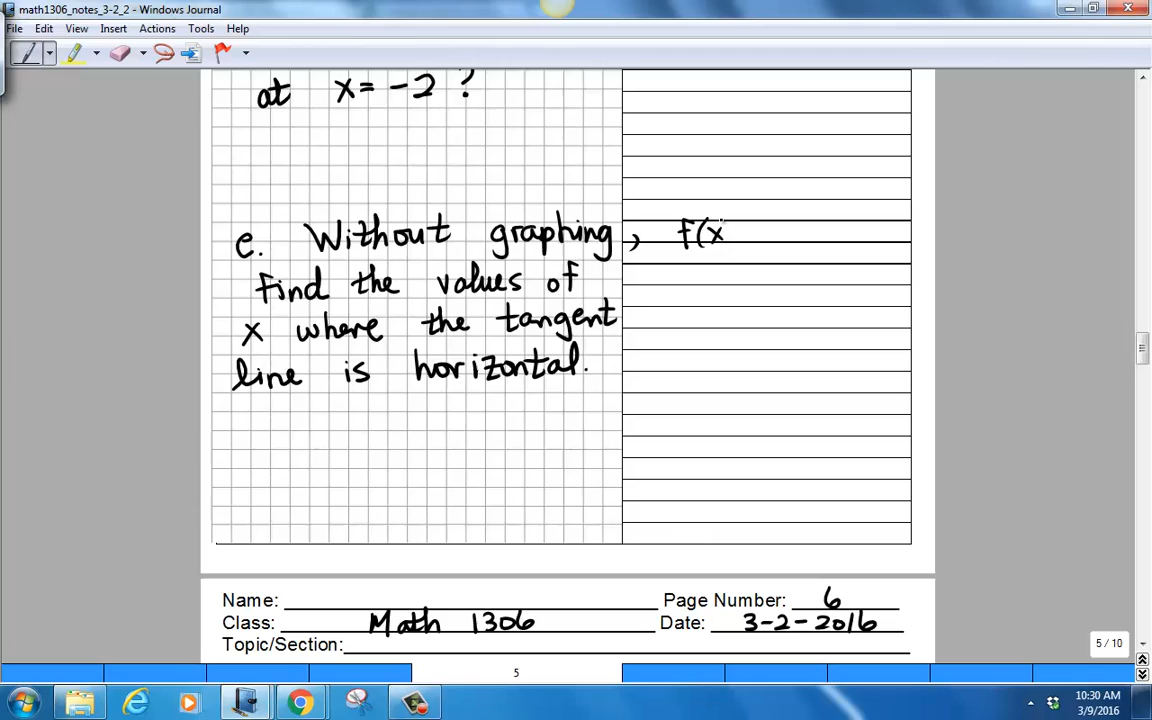 math1306_notes_3-2_2 - Windows Journal
File Edit View Insert Actions Tools Help
at x = -2 ?
e. Without graphing, f(x
find the values of
x where the tangent
line is horizontal.
Name: Page Number: 6
Class: Math 1306 Date: 3-2-2016
Topic/Section:
5 / 10
5
10:30 AM
3/9/2016